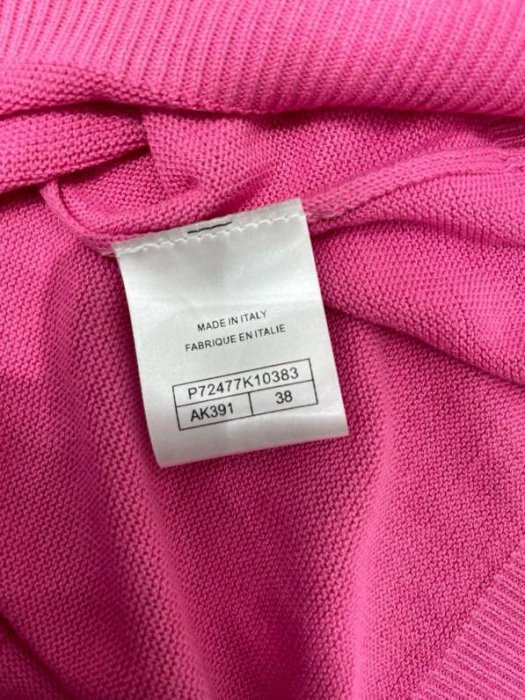 MADE IN ITALY
FABRIQUE EN ITALIE
P72477K10383
AK391 38